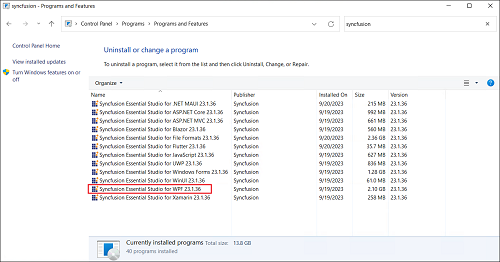 Programs and Features
Control Panel > Programs > Programs and Features
syncfusion
Control Panel Home
View installed updates
Turn Windows features on or off
Uninstall or change a program
To uninstall a program, select it from the list and then click Uninstall, Change, or Repair.
Organize
Name Publisher Installed On Size Version
Syncfusion Essential Studio for .NET MAUI 23.1.36 Syncfusion 9/20/2023 215 MB 23.1.36
Syncfusion Essential Studio for ASP.NET Core 23.1.36 Syncfusion 9/19/2023 992 MB 23.1.36
Syncfusion Essential Studio for ASP.NET MVC 23.1.36 Syncfusion 9/19/2023 661 MB 23.1.36
Syncfusion Essential Studio for Blazor 23.1.36 Syncfusion 9/19/2023 560 MB 23.1.36
Syncfusion Essential Studio for File Formats 23.1.36 Syncfusion 9/20/2023 2.36 GB 23.1.36
Syncfusion Essential Studio for Flutter 23.1.36 Syncfusion 9/19/2023 35.7 MB 23.1.36
Syncfusion Essential Studio for JavaScript 23.1.36 Syncfusion 9/19/2023 627 MB 23.1.36
Syncfusion Essential Studio for UWP 23.1.36 Syncfusion 9/19/2023 836 MB 23.1.36
Syncfusion Essential Studio for Windows Forms 23.1.36 Syncfusion 9/19/2023 1.28 GB 23.1.36
Syncfusion Essential Studio for WinUI 23.1.36 Syncfusion 9/19/2023 61.0 MB 23.1.36
Syncfusion Essential Studio for WPF 23.1.36 Syncfusion 9/19/2023 2.10 GB 23.1.36
Syncfusion Essential Studio for Xamarin 23.1.36 Syncfusion 9/19/2023 258 MB 23.1.36
Currently installed programs Total size: 13.8 GB
40 programs installed